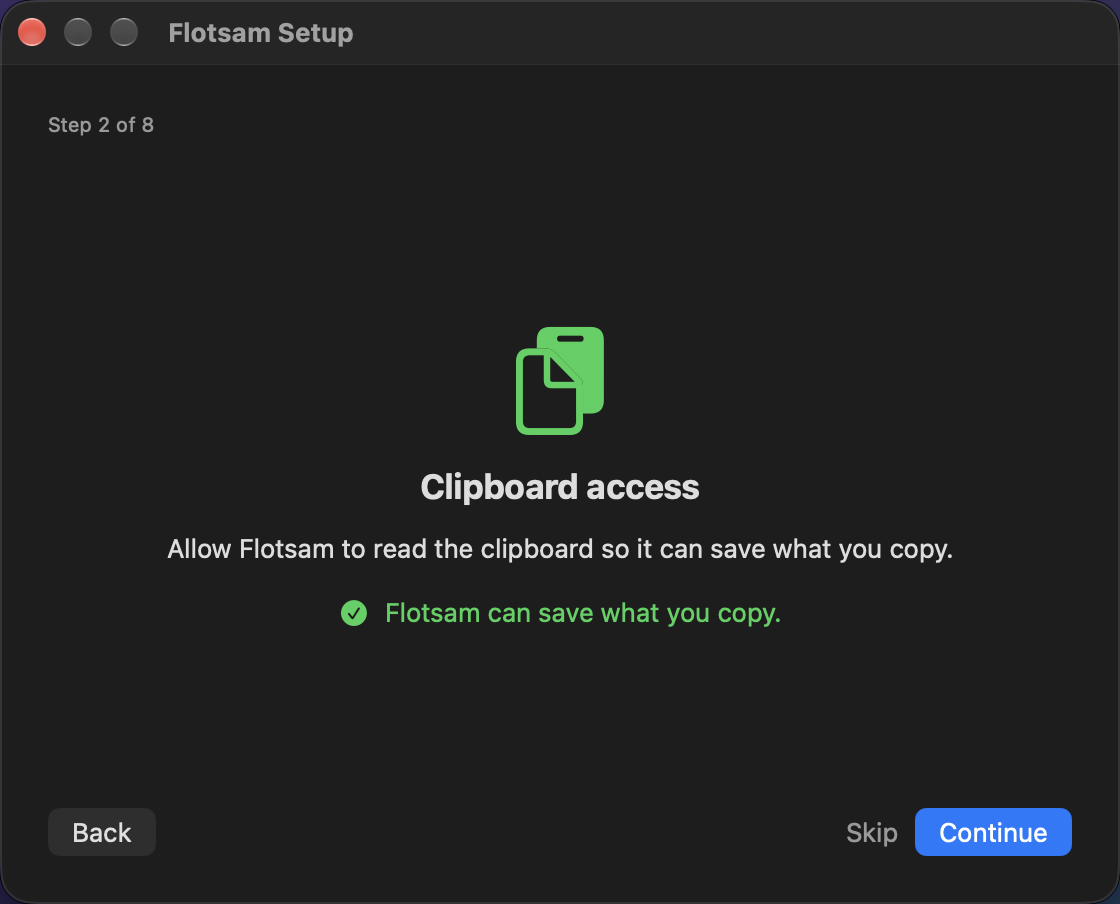 Flotsam Setup
Step 2 of 8
Clipboard access
Allow Flotsam to read the clipboard so it can save what you copy.
Flotsam can save what you copy.
Back
Skip
Continue